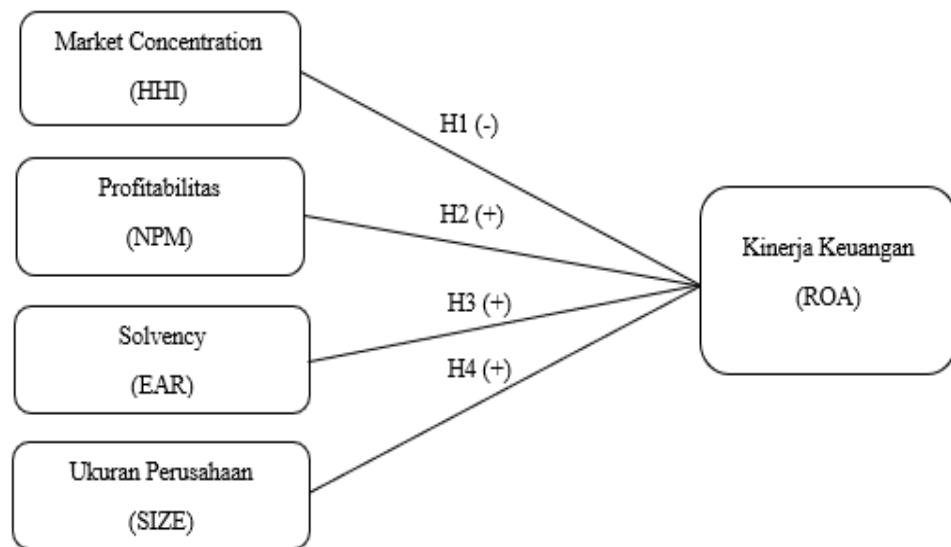 Market Concentration
(HHI)
H1 (-)
Profitabilitas
(NPM)
H2 (+)
Kinerja Keuangan
(ROA)
Solvency
(EAR)
H3 (+)
H4 (+)
Ukuran Perusahaan
(SIZE)